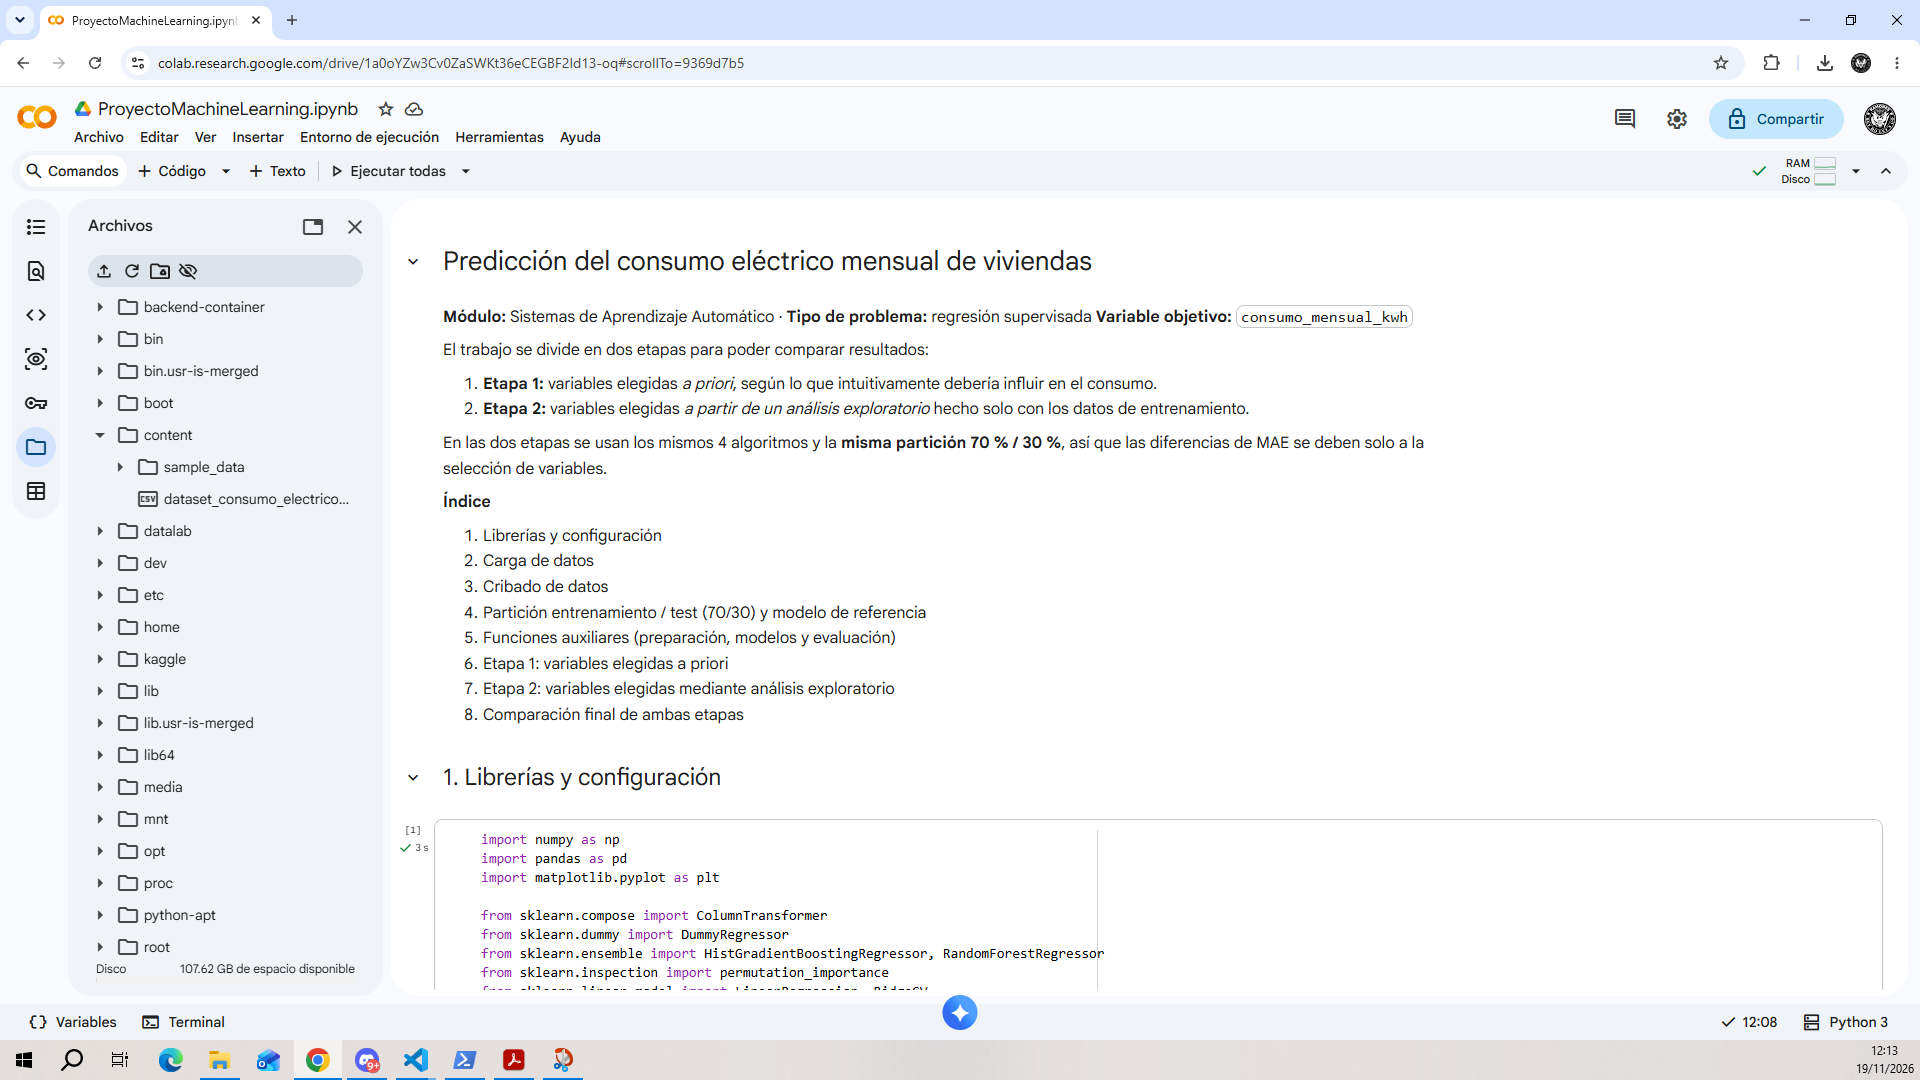 ProyectoMachineLearning.ipynb
colab.research.google.com/drive/1a0oYZw3Cv0ZaSWKt36eCEGBF2Id13-oq#scrollTo=9369d7b5
ProyectoMachineLearning.ipynb
Archivo Editar Ver Insertar Entorno de ejecución Herramientas Ayuda
Compartir
Comandos + Código + Texto Ejecutar todas
RAM
Disco
Archivos
backend-container
bin
bin.usr-is-merged
boot
content
sample_data
CSV dataset_consumo_electrico...
datalab
dev
etc
home
kaggle
lib
lib.usr-is-merged
lib64
media
mnt
opt
proc
python-apt
root
Disco 107.62 GB de espacio disponible
Predicción del consumo eléctrico mensual de viviendas
Módulo: Sistemas de Aprendizaje Automático · Tipo de problema: regresión supervisada Variable objetivo: consumo_mensual_kwh
El trabajo se divide en dos etapas para poder comparar resultados:
1. Etapa 1: variables elegidas a priori, según lo que intuitivamente debería influir en el consumo.
2. Etapa 2: variables elegidas a partir de un análisis exploratorio hecho solo con los datos de entrenamiento.
En las dos etapas se usan los mismos 4 algoritmos y la misma partición 70 % / 30 %, así que las diferencias de MAE se deben solo a la
selección de variables.
Índice
1. Librerías y configuración
2. Carga de datos
3. Cribado de datos
4. Partición entrenamiento / test (70/30) y modelo de referencia
5. Funciones auxiliares (preparación, modelos y evaluación)
6. Etapa 1: variables elegidas a priori
7. Etapa 2: variables elegidas mediante análisis exploratorio
8. Comparación final de ambas etapas
1. Librerías y configuración
[1]
3 s
import numpy as np
import pandas as pd
import matplotlib.pyplot as plt
from sklearn.compose import ColumnTransformer
from sklearn.dummy import DummyRegressor
from sklearn.ensemble import HistGradientBoostingRegressor, RandomForestRegressor
from sklearn.inspection import permutation_importance
from sklearn.linear_model import LinearRegression, RidgeCV
Variables Terminal
12:08 Python 3
9+
12:13
19/11/2026